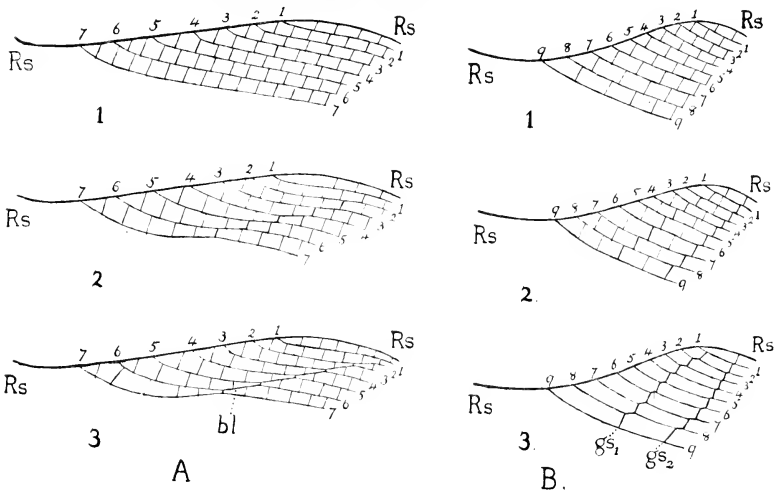 7 6 5 4 3 2 1 Rs
Rs 1 2 3 4 5 6 7
1
7 6 5 4 3 2 1 Rs
Rs 1 2 3 4 5 6 7
2
7 6 5 4 3 2 1 Rs
Rs 1 2 3 4 5 6 7
3 bl
A
9 8 7 6 5 4 3 2 1 Rs
Rs 1 2 3 4 5 6 7 8 9
1
9 8 7 6 5 4 3 2 1 Rs
Rs 1 2 3 4 5 6 7 8 9
2.
9 8 7 6 5 4 3 2 1 Rs
Rs 1 2 3 4 5 6 7 8 9
3. gs1 gs2
B.